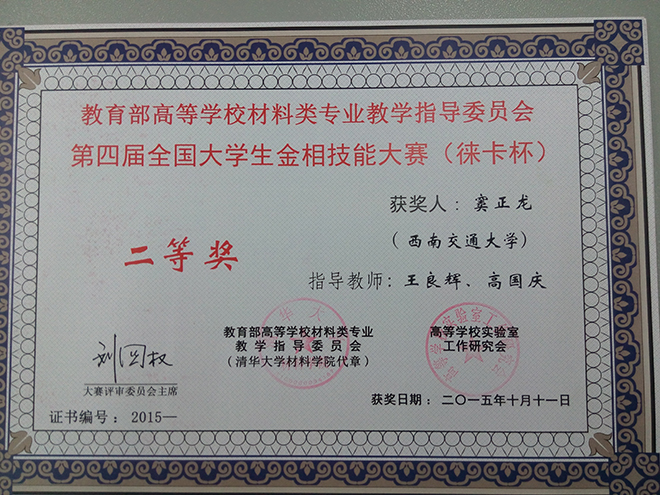 教育部高等学校材料类专业教学指导委员会
第四届全国大学生金相技能大赛（徕卡杯）
获奖人：窦正龙
（西南交通大学）
二等奖
指导教师：王良辉、高国庆
教育部高等学校材料类专业
教学指导委员会
（清华大学材料学院代章）
高等学校实验室
工作研究会
大赛评审委员会主席
证书编号：2015—
获奖日期：二〇一五年十月十一日